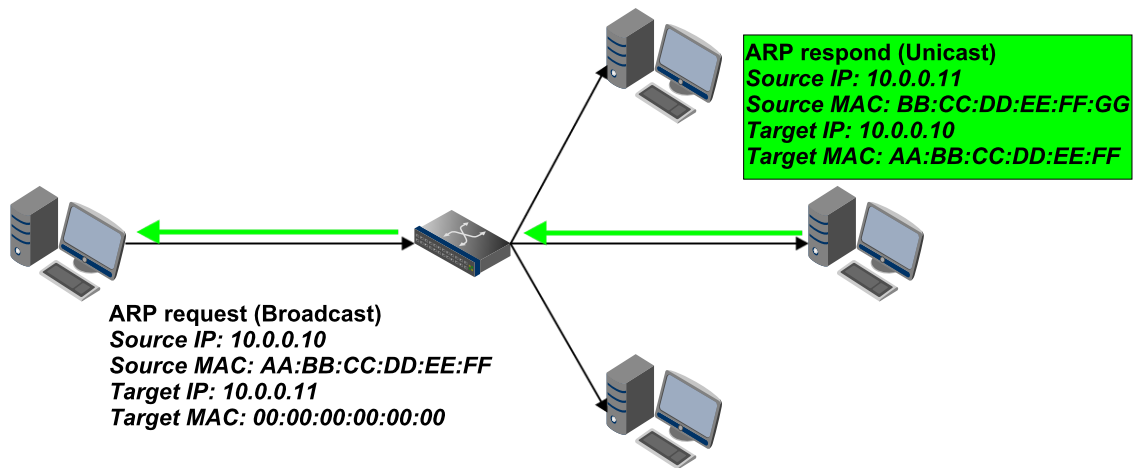 ARP respond (Unicast)
Source IP: 10.0.0.11
Source MAC: BB:CC:DD:EE:FF:GG
Target IP: 10.0.0.10
Target MAC: AA:BB:CC:DD:EE:FF
ARP request (Broadcast)
Source IP: 10.0.0.10
Source MAC: AA:BB:CC:DD:EE:FF
Target IP: 10.0.0.11
Target MAC: 00:00:00:00:00:00